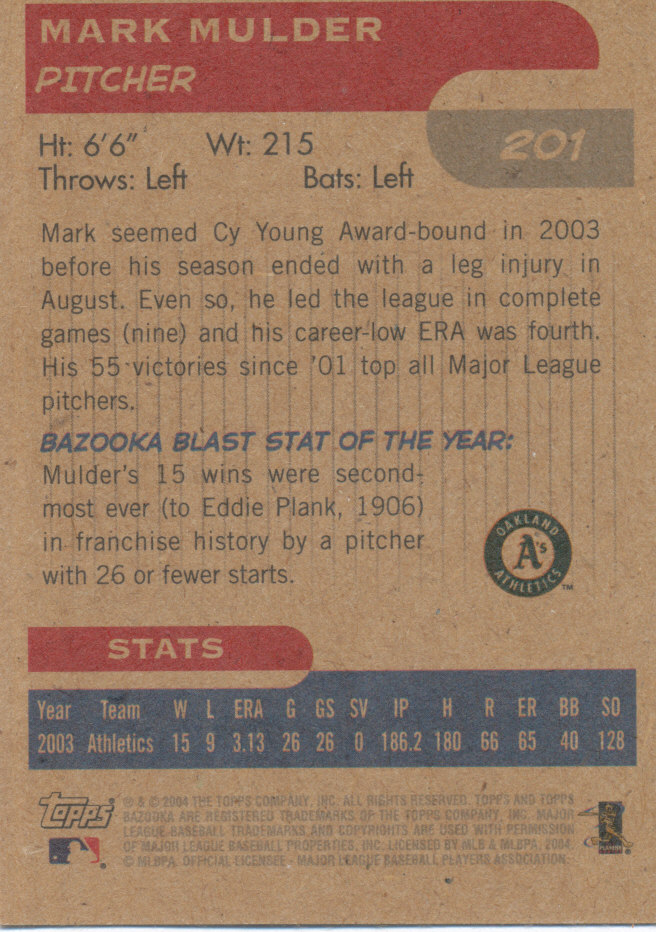 MARK MULDER
PITCHER
201
Ht: 6'6" Wt: 215
Throws: Left Bats: Left
Mark seemed Cy Young Award-bound in 2003
before his season ended with a leg injury in
August. Even so, he led the league in complete
games (nine) and his career-low ERA was fourth.
His 55 victories since '01 top all Major League
pitchers.
BAZOOKA BLAST STAT OF THE YEAR:
Mulder's 15 wins were second-
most ever (to Eddie Plank, 1906)
in franchise history by a pitcher
with 26 or fewer starts.
OAKLAND
A's
ATHLETICS
TM
STATS
Year Team W L ERA G GS SV IP H R ER BB SO
2003 Athletics 15 9 3.13 26 26 0 186.2 180 66 65 40 128
Topps
® & © 2004 THE TOPPS COMPANY, INC. ALL RIGHTS RESERVED. TOPPS AND TOPPS
BAZOOKA ARE REGISTERED TRADEMARKS OF THE TOPPS COMPANY, INC. MAJOR
LEAGUE BASEBALL TRADEMARKS AND COPYRIGHTS ARE USED WITH PERMISSION
OF MAJOR LEAGUE BASEBALL PROPERTIES, INC. LICENSED BY MLB & MLBPA, 2004.
© MLBPA, OFFICIAL LICENSEE - MAJOR LEAGUE BASEBALL PLAYERS ASSOCIATION.
PLAYERS